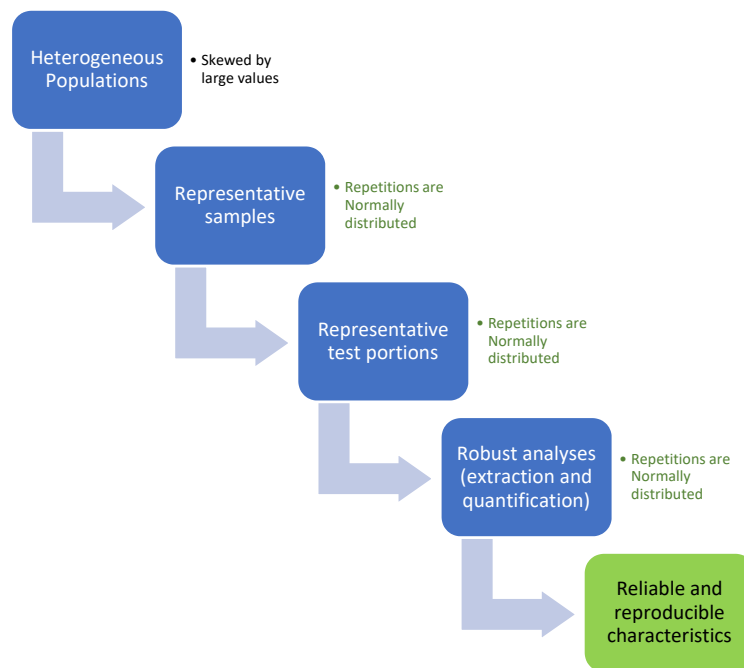 Heterogeneous
Populations
• Skewed by
large values
Representative
samples
• Repetitions are
Normally
distributed
Representative
test portions
• Repetitions are
Normally
distributed
Robust analyses
(extraction and
quantification)
• Repetitions are
Normally
distributed
Reliable and
reproducible
characteristics